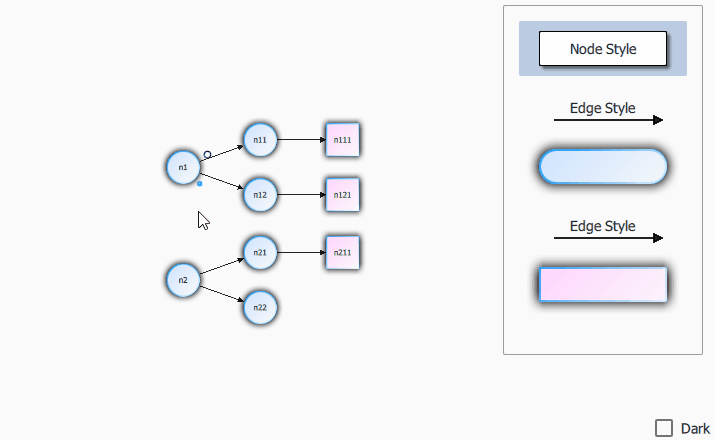 Node Style
Edge Style
n11
n111
n1
n12
n121
Edge Style
n21
n211
n2
n22
Dark